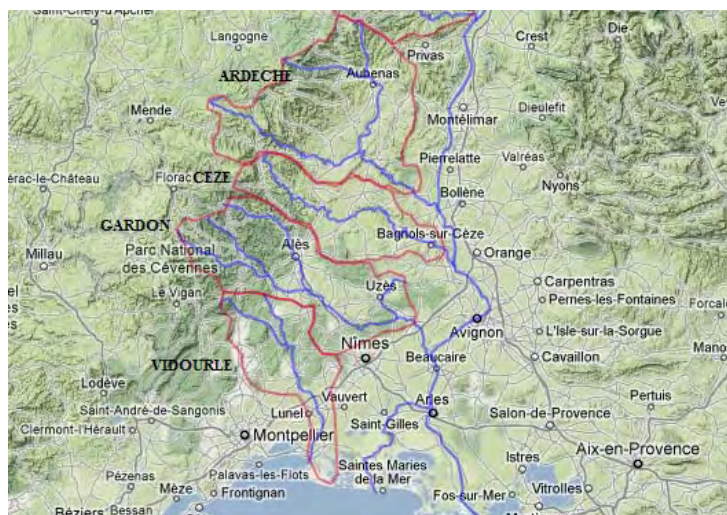 Saint-Chély-d'Apcher
Langogne
Privas
Crest
Die
ARDECHE
Aubenas
Mende
Montélimar
Dieulefit
Pierrelatte
Valréas
Florac
CEZE
Nyons
Bollène
GARDON
Bagnols-sur-Cèze
Orange
Millau
Parc National
des Cévennes
Alès
Carpentras
Pernes-les-Fontaines
Le Vigan
Uzès
Avignon
L'Isle-sur-la-Sorgue
Nîmes
Cavaillon
VIDOURLE
Beaucaire
Lodève
Vauvert
Arles
Pertuis
Saint-André-de-Sangonis
Lunel
Saint-Gilles
Salon-de-Provence
Clermont-l'Hérault
Montpellier
Aix-en-Provence
Palavas-les-Flots
Saintes Maries
de la Mer
Istres
Pézenas
Mèze
Frontignan
Fos-sur-Mer
Vitrolles
Béziers
Bessan